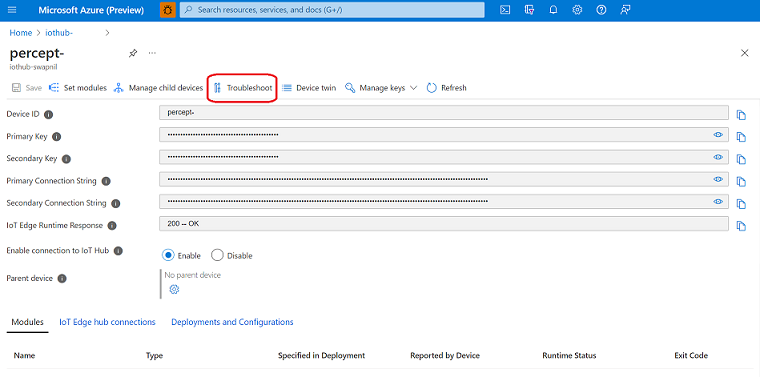 Microsoft Azure (Preview)
Search resources, services, and docs (G+/)
Home > iothub- >
percept-
iothub-swapnil
Save Set modules Manage child devices Troubleshoot Device twin Manage keys Refresh
Device ID percept-
Primary Key ••••••••••••••••••••••••••••••••••••••••••••
Secondary Key ••••••••••••••••••••••••••••••••••••••••••••
Primary Connection String
Secondary Connection String
IoT Edge Runtime Response 200 -- OK
Enable connection to IoT Hub Enable Disable
Parent device No parent device
Modules IoT Edge hub connections Deployments and Configurations
Name Type Specified in Deployment Reported by Device Runtime Status Exit Code